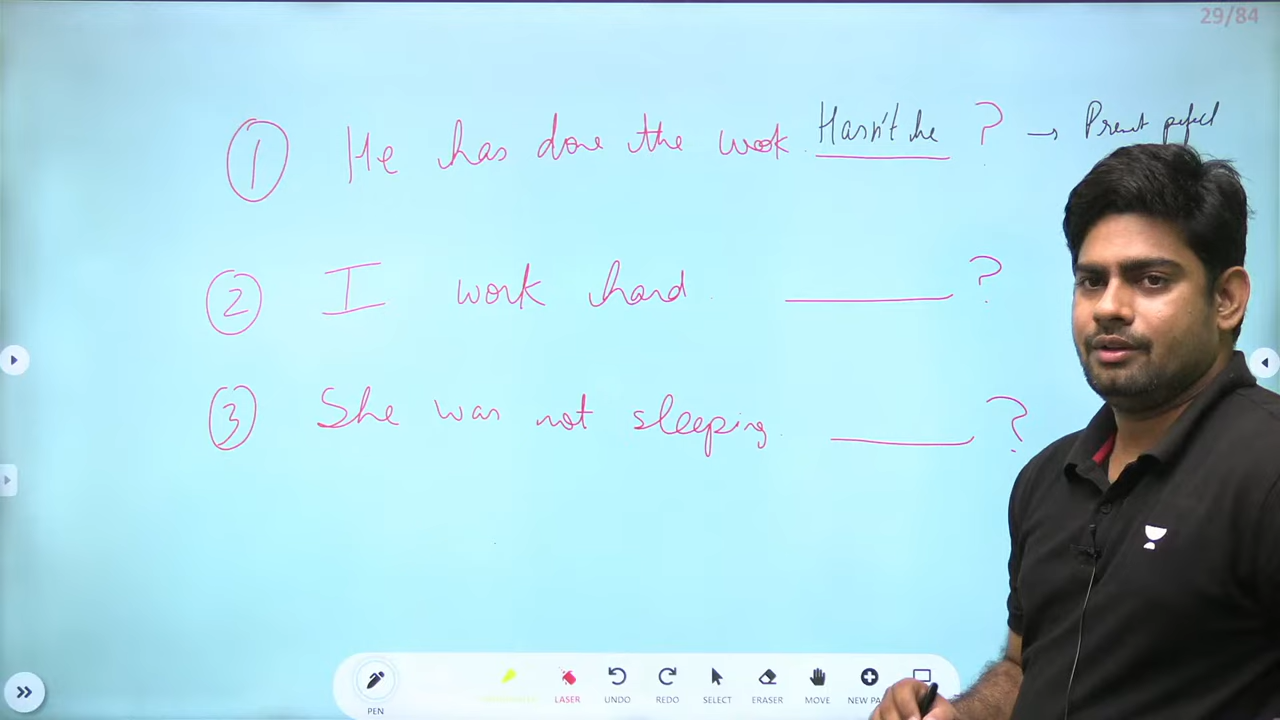 29/84
① He has done the work. Hasn't he ? → Present perfect
② I work hard. ______ ?
③ She was not sleeping. ______ ?
PEN LASER UNDO REDO SELECT ERASER MOVE NEW PA